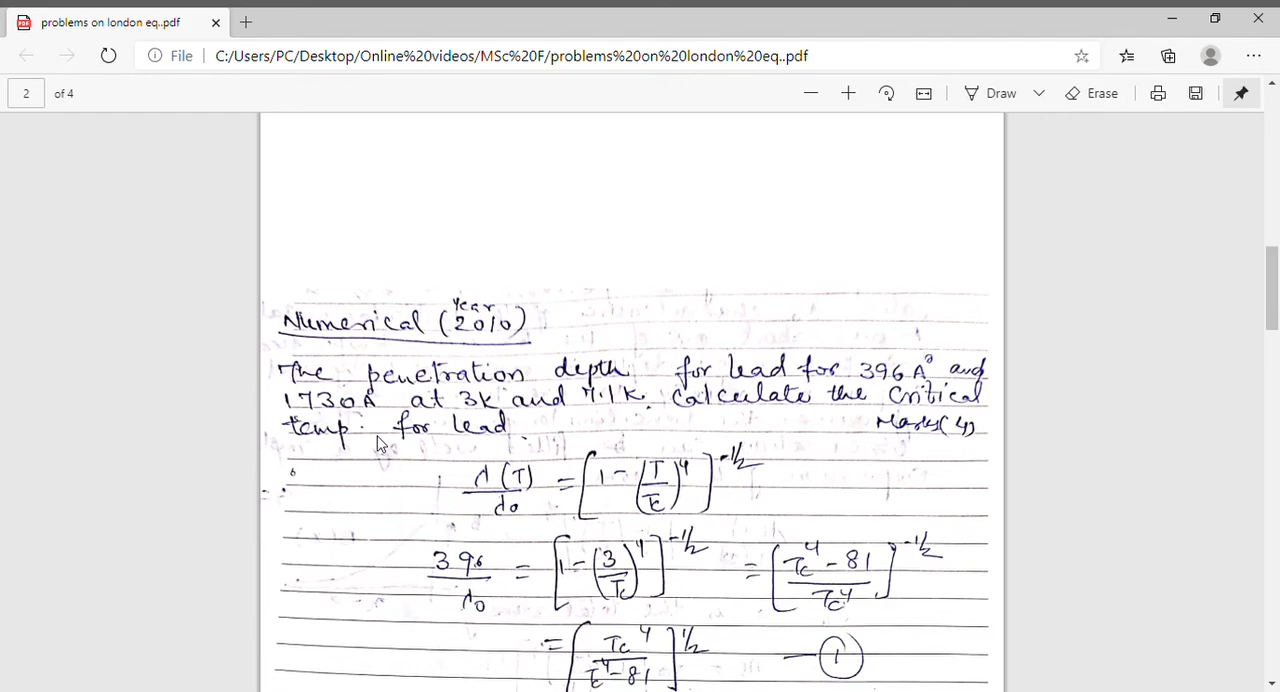 problems on london eq..pdf
File C:/Users/PC/Desktop/Online%20videos/MSc%20F/problems%20on%20london%20eq..pdf
2 of 4 Draw Erase
Numerical (year 2010)
The penetration depth for lead for 396 A° and
1730A° at 3K and 7.1K. Calculate the Critical
temp. for lead Marks(4)
λ(T)/λo = [1 - (T/Tc)^4]^-1/2
396/λo = [1 - (3/Tc)^4]^-1/2 = [Tc^4 - 81 / Tc^4]^-1/2
= [Tc^4 / Tc^4 - 81]^1/2 — ①